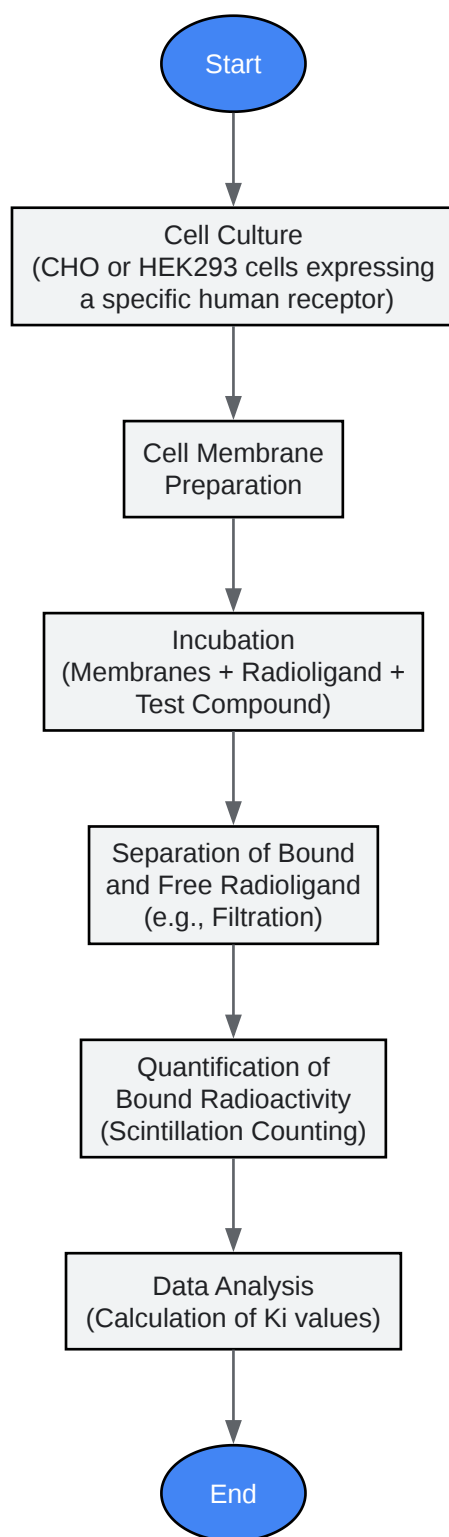 Start
Cell Culture
(CHO or HEK293 cells expressing
a specific human receptor)
Cell Membrane
Preparation
Incubation
(Membranes + Radioligand +
Test Compound)
Separation of Bound
and Free Radioligand
(e.g., Filtration)
Quantification of
Bound Radioactivity
(Scintillation Counting)
Data Analysis
(Calculation of Ki values)
End